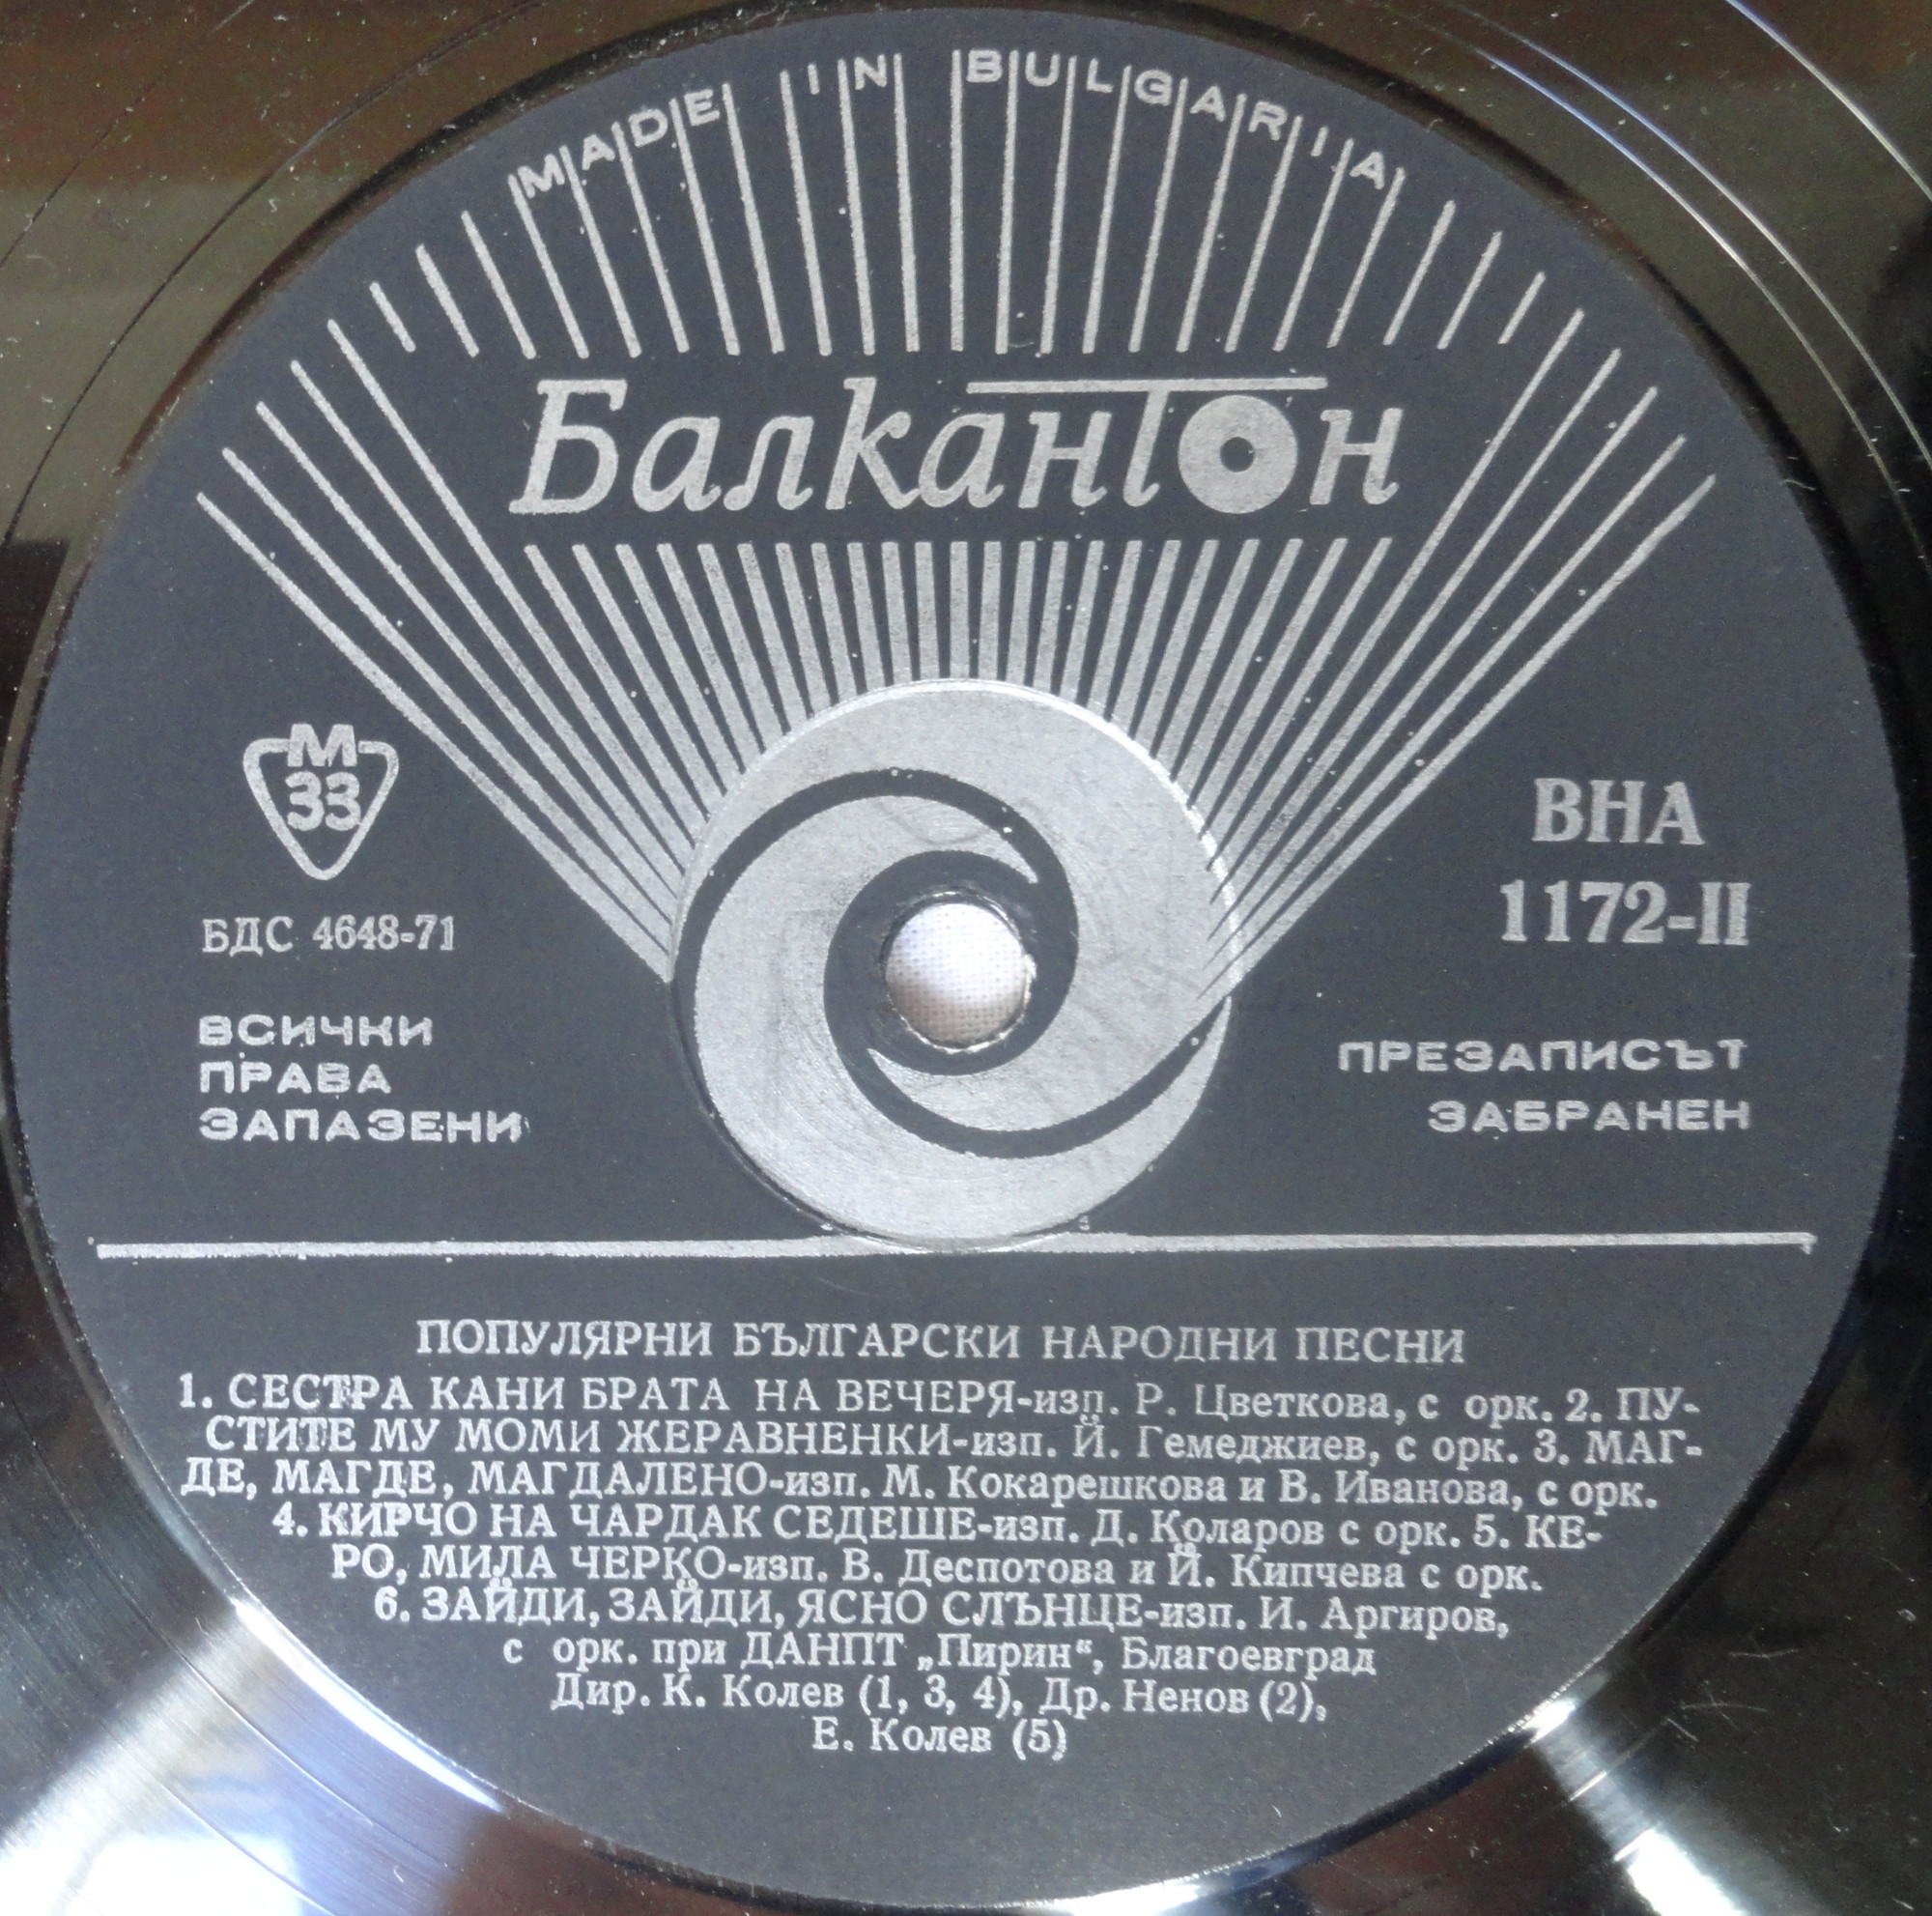 MADE IN BULGARIA
Балкантон
М
33
БДС 4648-71
ВСИЧКИ
ПРАВА
ЗАПАЗЕНИ
ВНА
1172-II
ПРЕЗАПИСЪТ
ЗАБРАНЕН
ПОПУЛЯРНИ БЪЛГАРСКИ НАРОДНИ ПЕСНИ
1. СЕСТРА КАНИ БРАТА НА ВЕЧЕРЯ-изп. Р. Цветкова, с орк. 2. ПУ-
СТИТЕ МУ МОМИ ЖЕРАВНЕНКИ-изп. Й. Гемеджиев, с орк. 3. МАГ-
ДЕ, МАГДЕ, МАГДАЛЕНО-изп. М. Кокарешкова и В. Иванова, с орк.
4. КИРЧО НА ЧАРДАК СЕДЕШЕ-изп. Д. Коларов с орк. 5. КЕ-
РО, МИЛА ЧЕРКО-изп. В. Деспотова и Й. Кипчева с орк.
6. ЗАЙДИ, ЗАЙДИ, ЯСНО СЛЪНЦЕ-изп. И. Аргиров,
с орк. при ДАНПТ „Пирин“, Благоевград
Дир. К. Колев (1, 3, 4), Др. Ненов (2),
Е. Колев (5)